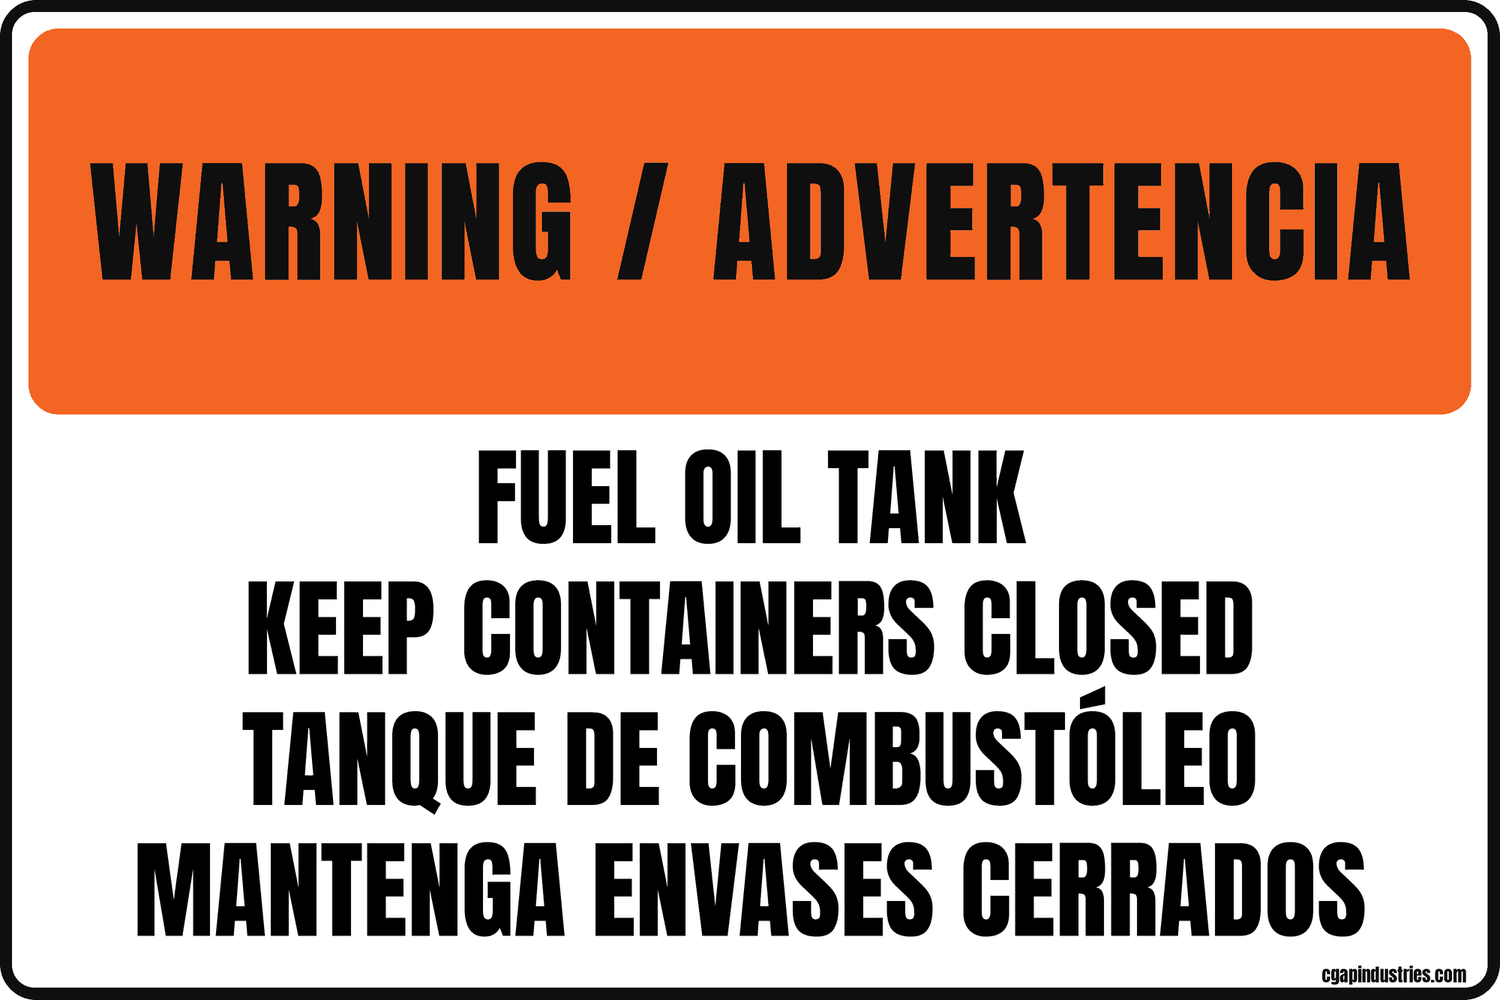 WARNING / ADVERTENCIA
FUEL OIL TANK
KEEP CONTAINERS CLOSED
TANQUE DE COMBUSTÓLEO
MANTENGA ENVASES CERRADOS
cgapindustries.com